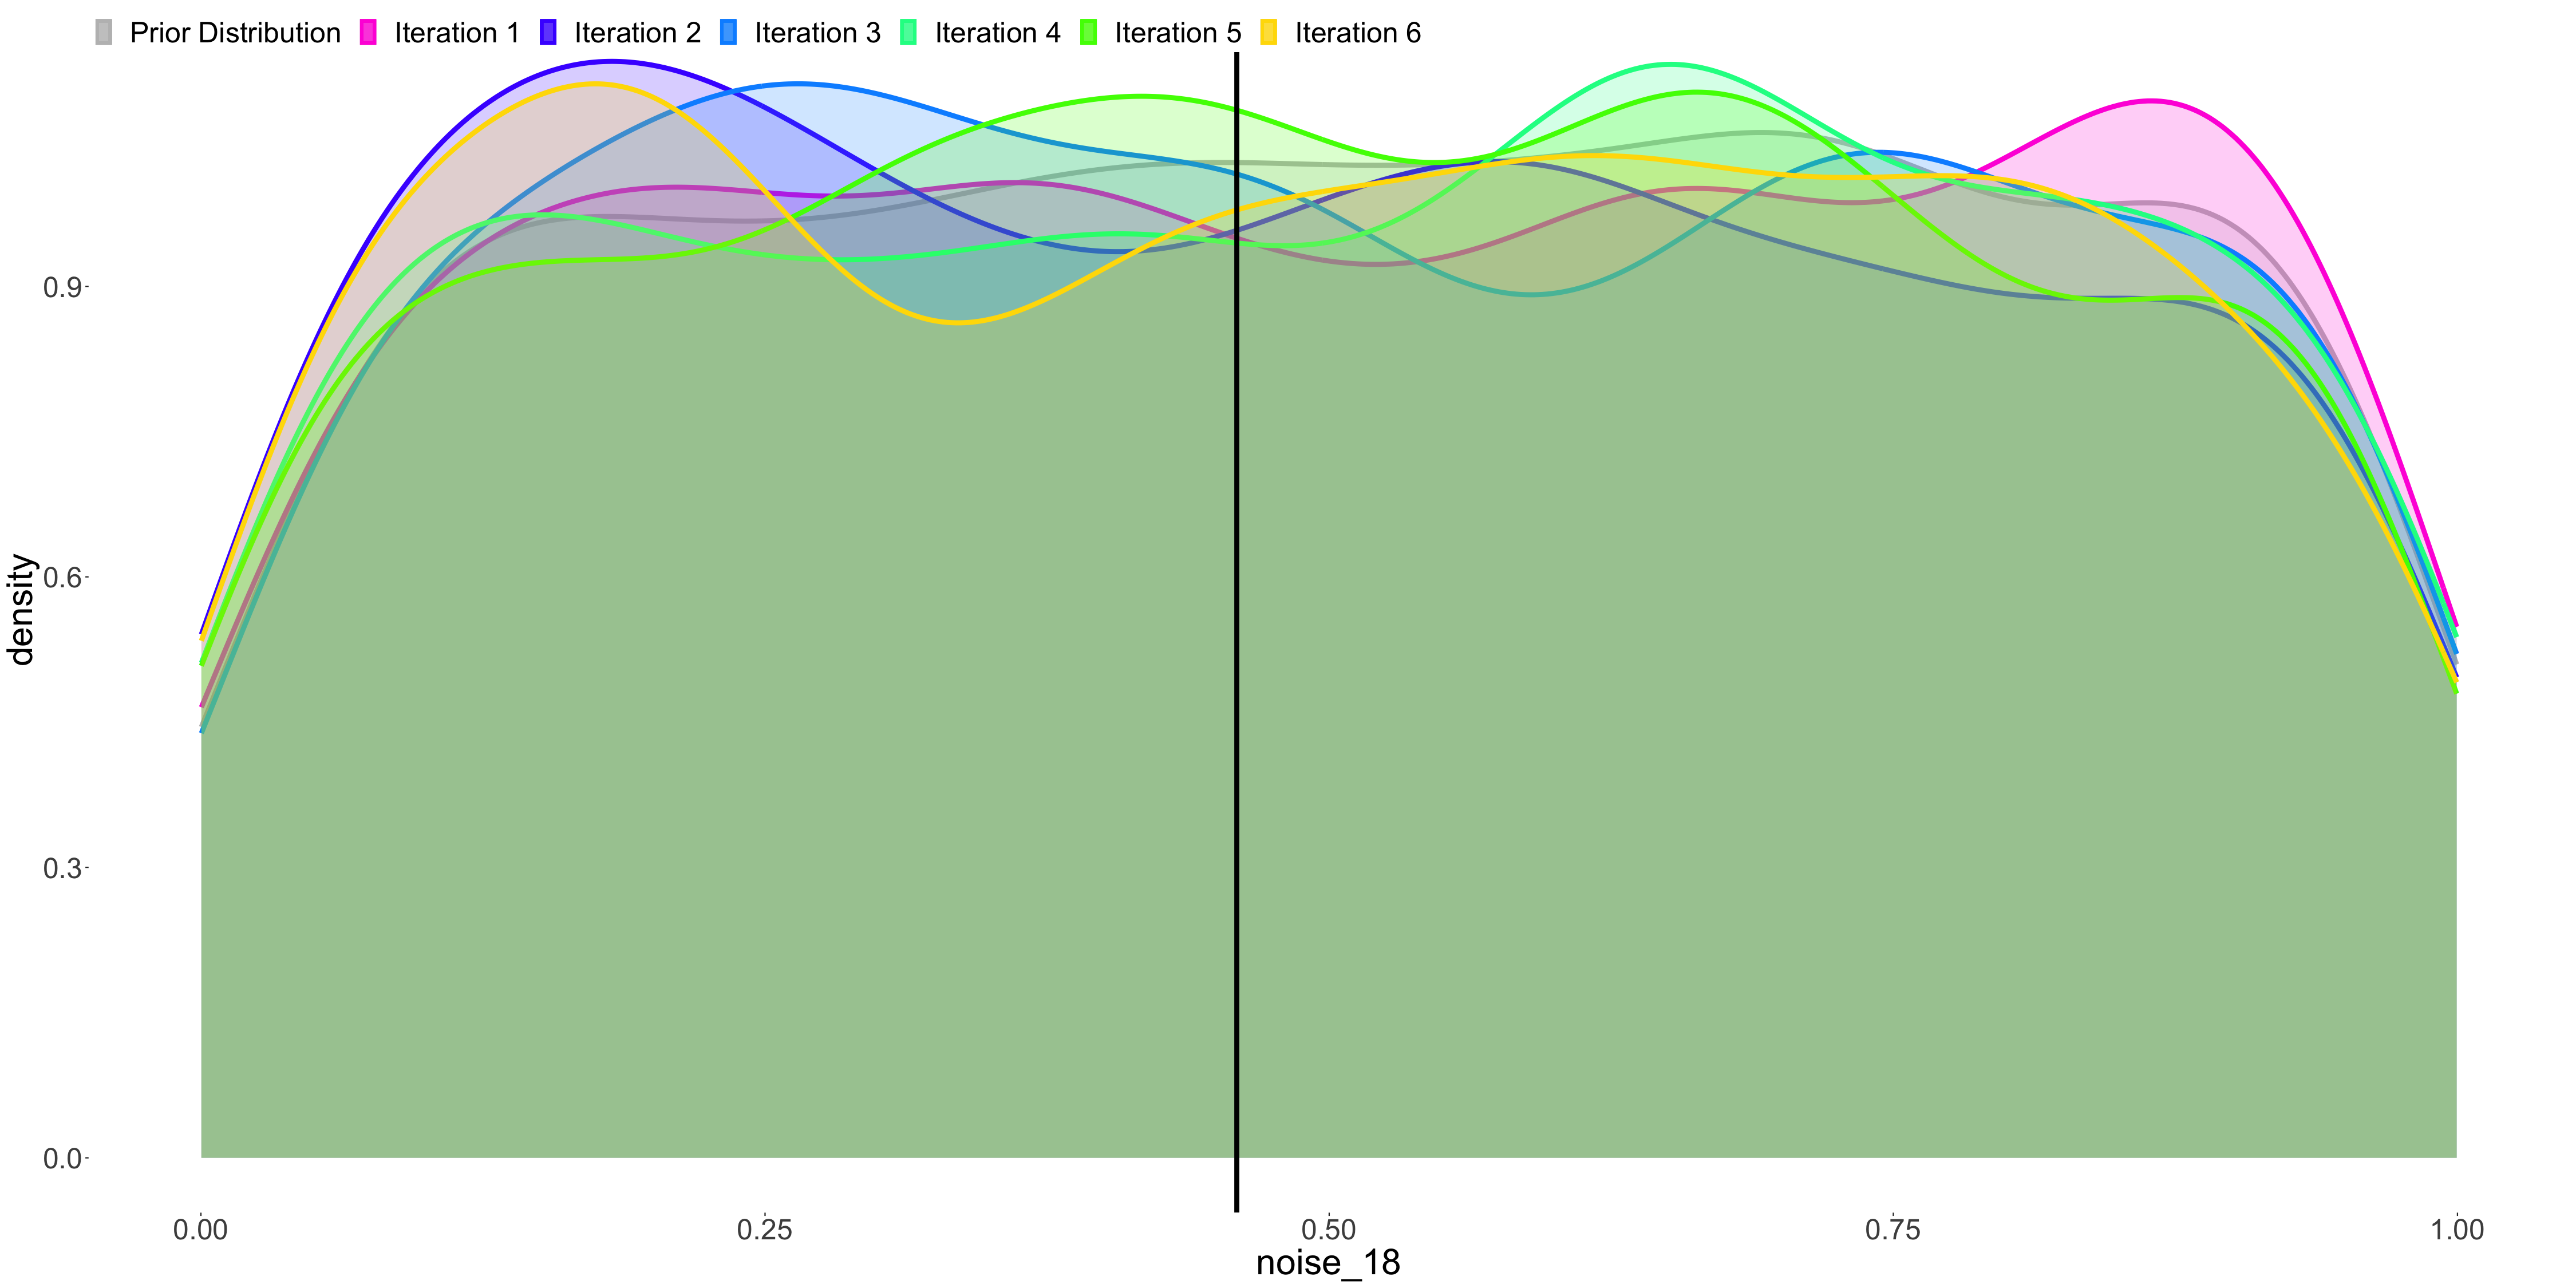 Prior Distribution Iteration 1 Iteration 2 Iteration 3 Iteration 4 Iteration 5 Iteration 6
density
0.9
0.6
0.3
0.0
0.00 0.25 0.50 0.75 1.00
noise_18